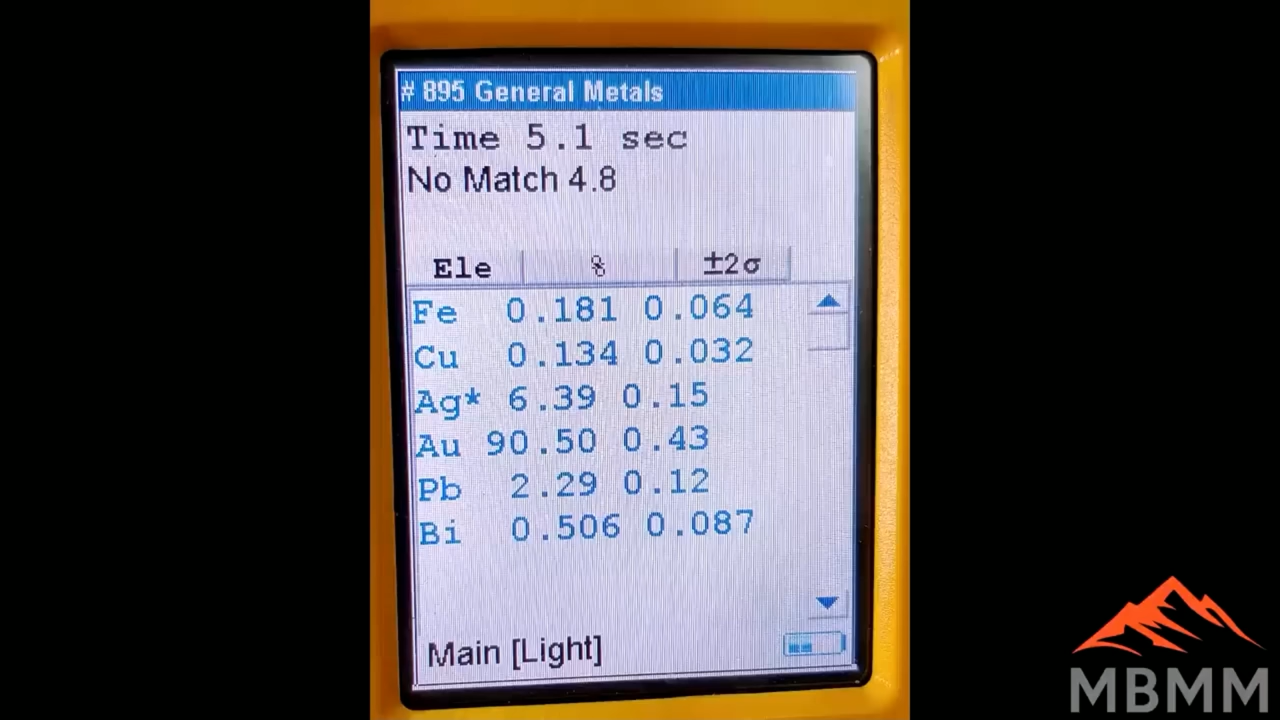 # 895 General Metals
Time 5.1 sec
No Match 4.8
Ele % ±2σ
Fe 0.181 0.064
Cu 0.134 0.032
Ag* 6.39 0.15
Au 90.50 0.43
Pb 2.29 0.12
Bi 0.506 0.087
Main [Light]
MBMM